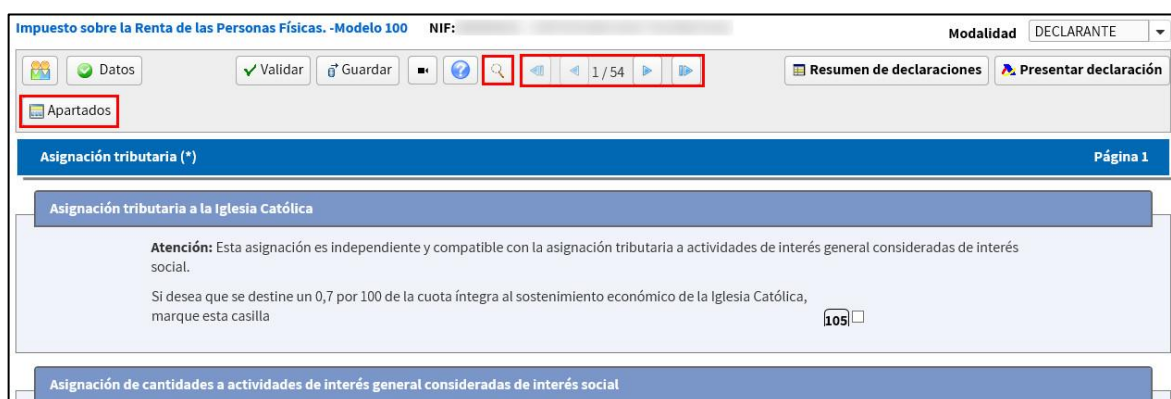 Impuesto sobre la Renta de las Personas Físicas. -Modelo 100 NIF:
Modalidad DECLARANTE
Datos Validar Guardar 1 / 54 Resumen de declaraciones Presentar declaración
Apartados
Asignación tributaria (*) Página 1
Asignación tributaria a la Iglesia Católica
Atención: Esta asignación es independiente y compatible con la asignación tributaria a actividades de interés general consideradas de interés
social.
Si desea que se destine un 0,7 por 100 de la cuota íntegra al sostenimiento económico de la Iglesia Católica,
marque esta casilla 105
Asignación de cantidades a actividades de interés general consideradas de interés social